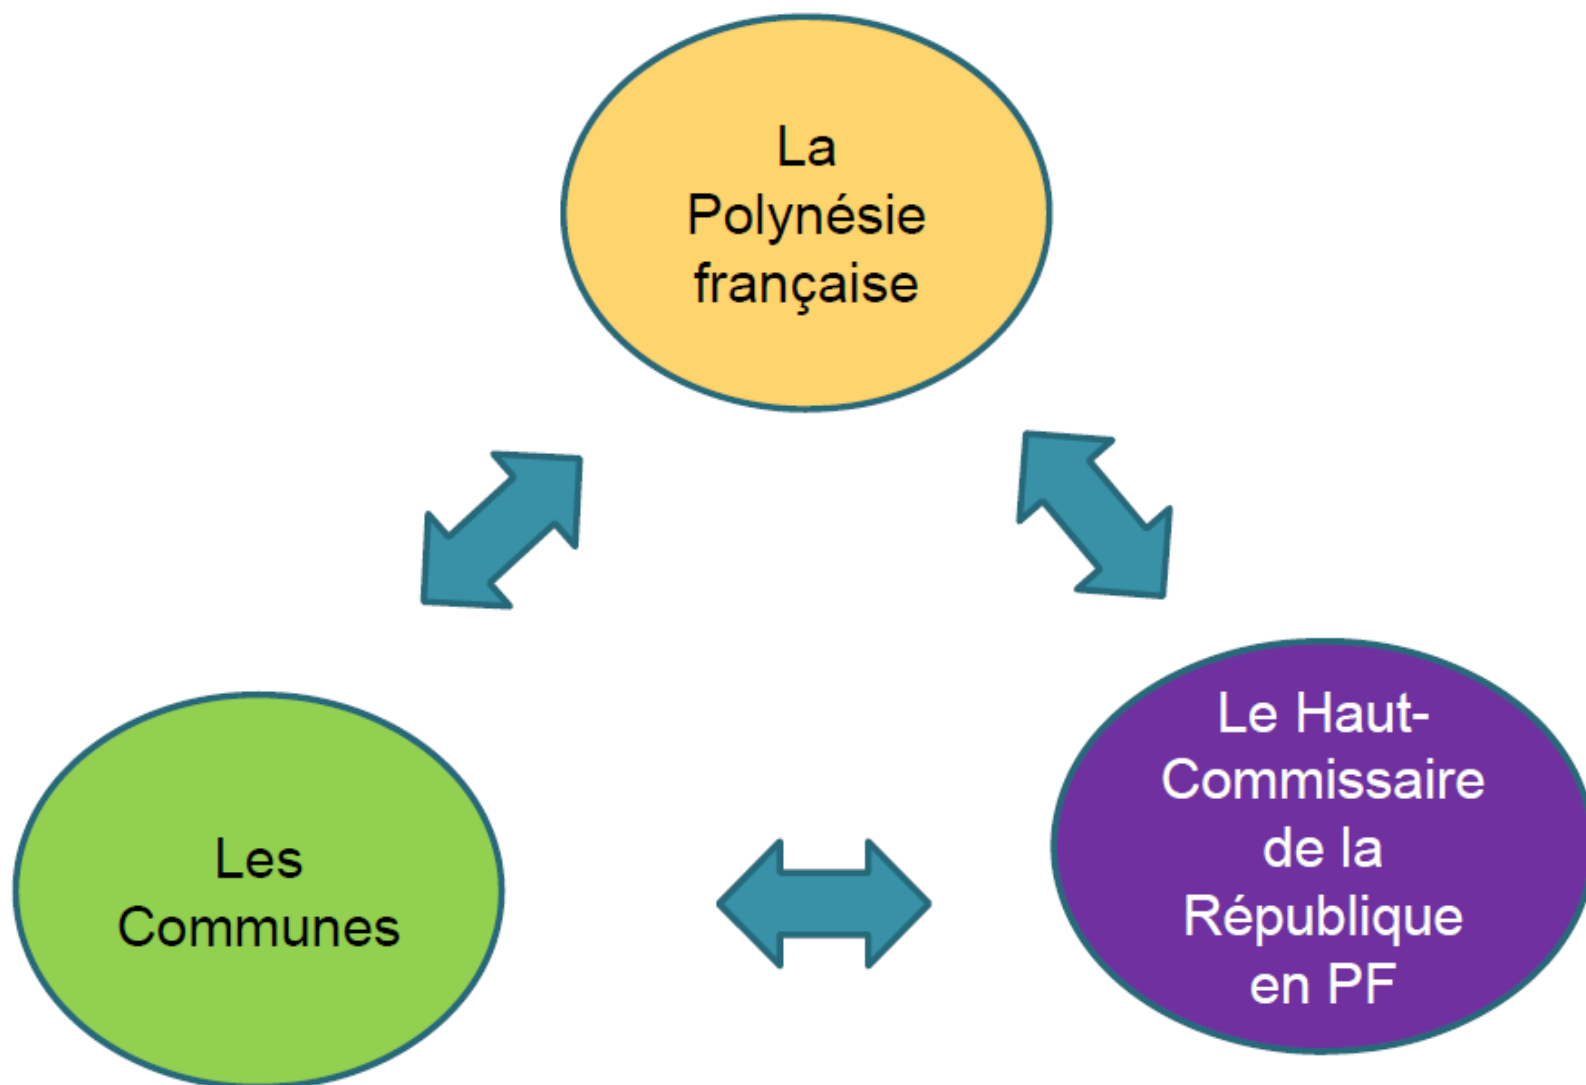 La
Polynésie
française
Les
Communes
Le Haut-
Commissaire
de la
République
en PF